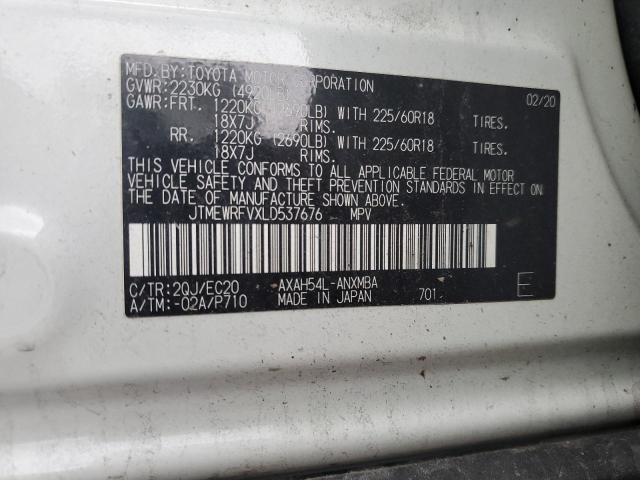 MFD.BY:TOYOTA MOTOR CORPORATION
GVWR:2230KG (4920LB) 02/20
GAWR:FRT. 1220KG (2690LB) WITH 225/60R18 TIRES.
18X7J RIMS.
RR. 1220KG (2690LB) WITH 225/60R18 TIRES.
18X7J RIMS.
THIS VEHICLE CONFORMS TO ALL APPLICABLE FEDERAL MOTOR
VEHICLE SAFETY AND THEFT PREVENTION STANDARDS IN EFFECT ON
THE DATE OF MANUFACTURE SHOWN ABOVE.
JTMEWRFVXLD537676 MPV
C/TR:2QJ/EC20 AXAH54L-ANXMBA
A/TM:-02A/P710 MADE IN JAPAN 701 E